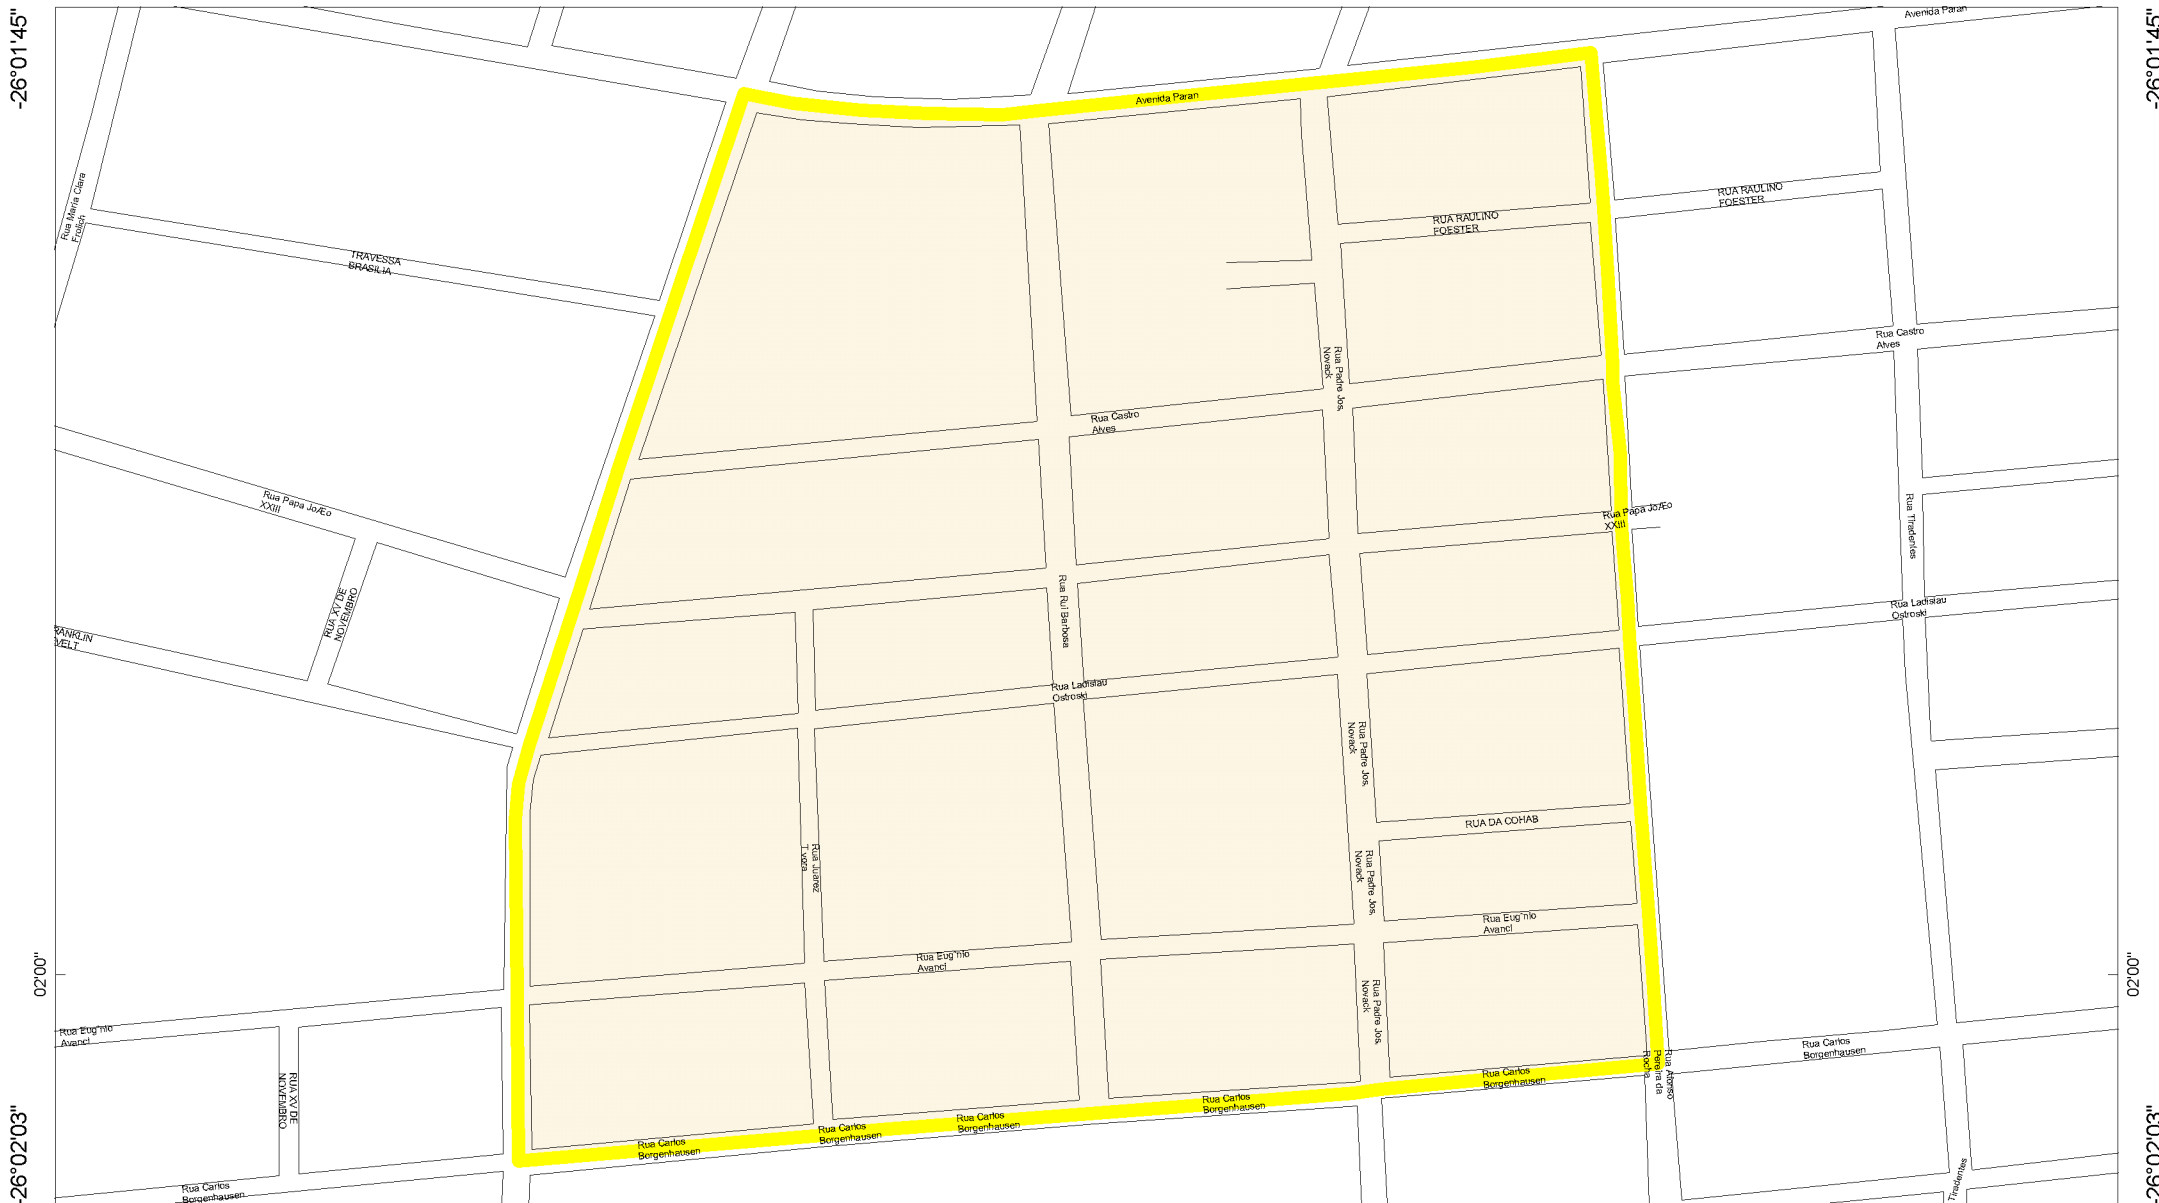 -26°01'45"
-26°01'45"
Avenida Paran
Avenida Paran
Rua Maria Clara
Frolich
RUA RAULINO
FOESTER
RUA RAULINO
FOESTER
TRAVESSA
BRASILIA
Rua Castro
Alves
Rua Padre Jos,
Novack
Rua Castro
Alves
Rua Papa JoÆo
XXIII
Rua Papa JoÆo
XXIII
Rua Tiradentes
RUA XV DE
NOVEMBRO
Rua Rui Barbosa
Rua Ladislau
Ostroski
RANKLIN
VELT
Rua Ladislau
Ostroski
Rua Padre Jos,
Novack
RUA DA COHAB
Rua Juarez
T vora
Rua Padre Jos,
Novack
Rua Eug^nio
Avanci
Rua Eug^nio
Avanci
02'00"
02'00"
Rua Padre Jos,
Novack
Rua Eug^nio
Avanci
Rua Carlos
Borgenhausen
Rua Afonso
Pereira da
Rocha
RUA XV DE
NOVEMBRO
Rua Carlos
Borgenhausen
Rua Carlos
Borgenhausen
Rua Carlos
Borgenhausen
Rua Carlos
Borgenhausen
Rua Carlos
Borgenhausen
Rua Carlos
Borgenhausen
Tiradentes
-26°02'03"
-26°02'03"